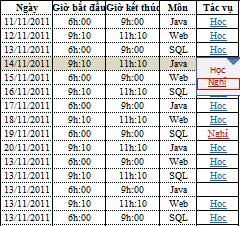 Ngày Giờ bắt đầu Giờ kết thúc Môn Tác vụ
11/11/2011 6h:00 9h:00 Java Học
12/11/2011 9h:10 11h:10 Web Học
13/11/2011 6h:00 9h:00 SQL Học
14/11/2011 9h:10 11h:10 Java Học
15/11/2011 9h:10 11h:10 Web Nghỉ
16/11/2011 6h:00 9h:00 SQL
17/11/2011 9h:10 11h:10 Java Học
18/11/2011 6h:00 9h:00 Web Học
19/11/2011 6h:00 9h:00 SQL Nghỉ
20/11/2011 9h:10 11h:10 Java Học
13/11/2011 6h:00 9h:00 Web Học
13/11/2011 9h:10 11h:10 SQL Học
13/11/2011 6h:00 9h:00 Java Học
13/11/2011 9h:10 11h:10 Web Học
13/11/2011 6h:00 9h:00 SQL Học